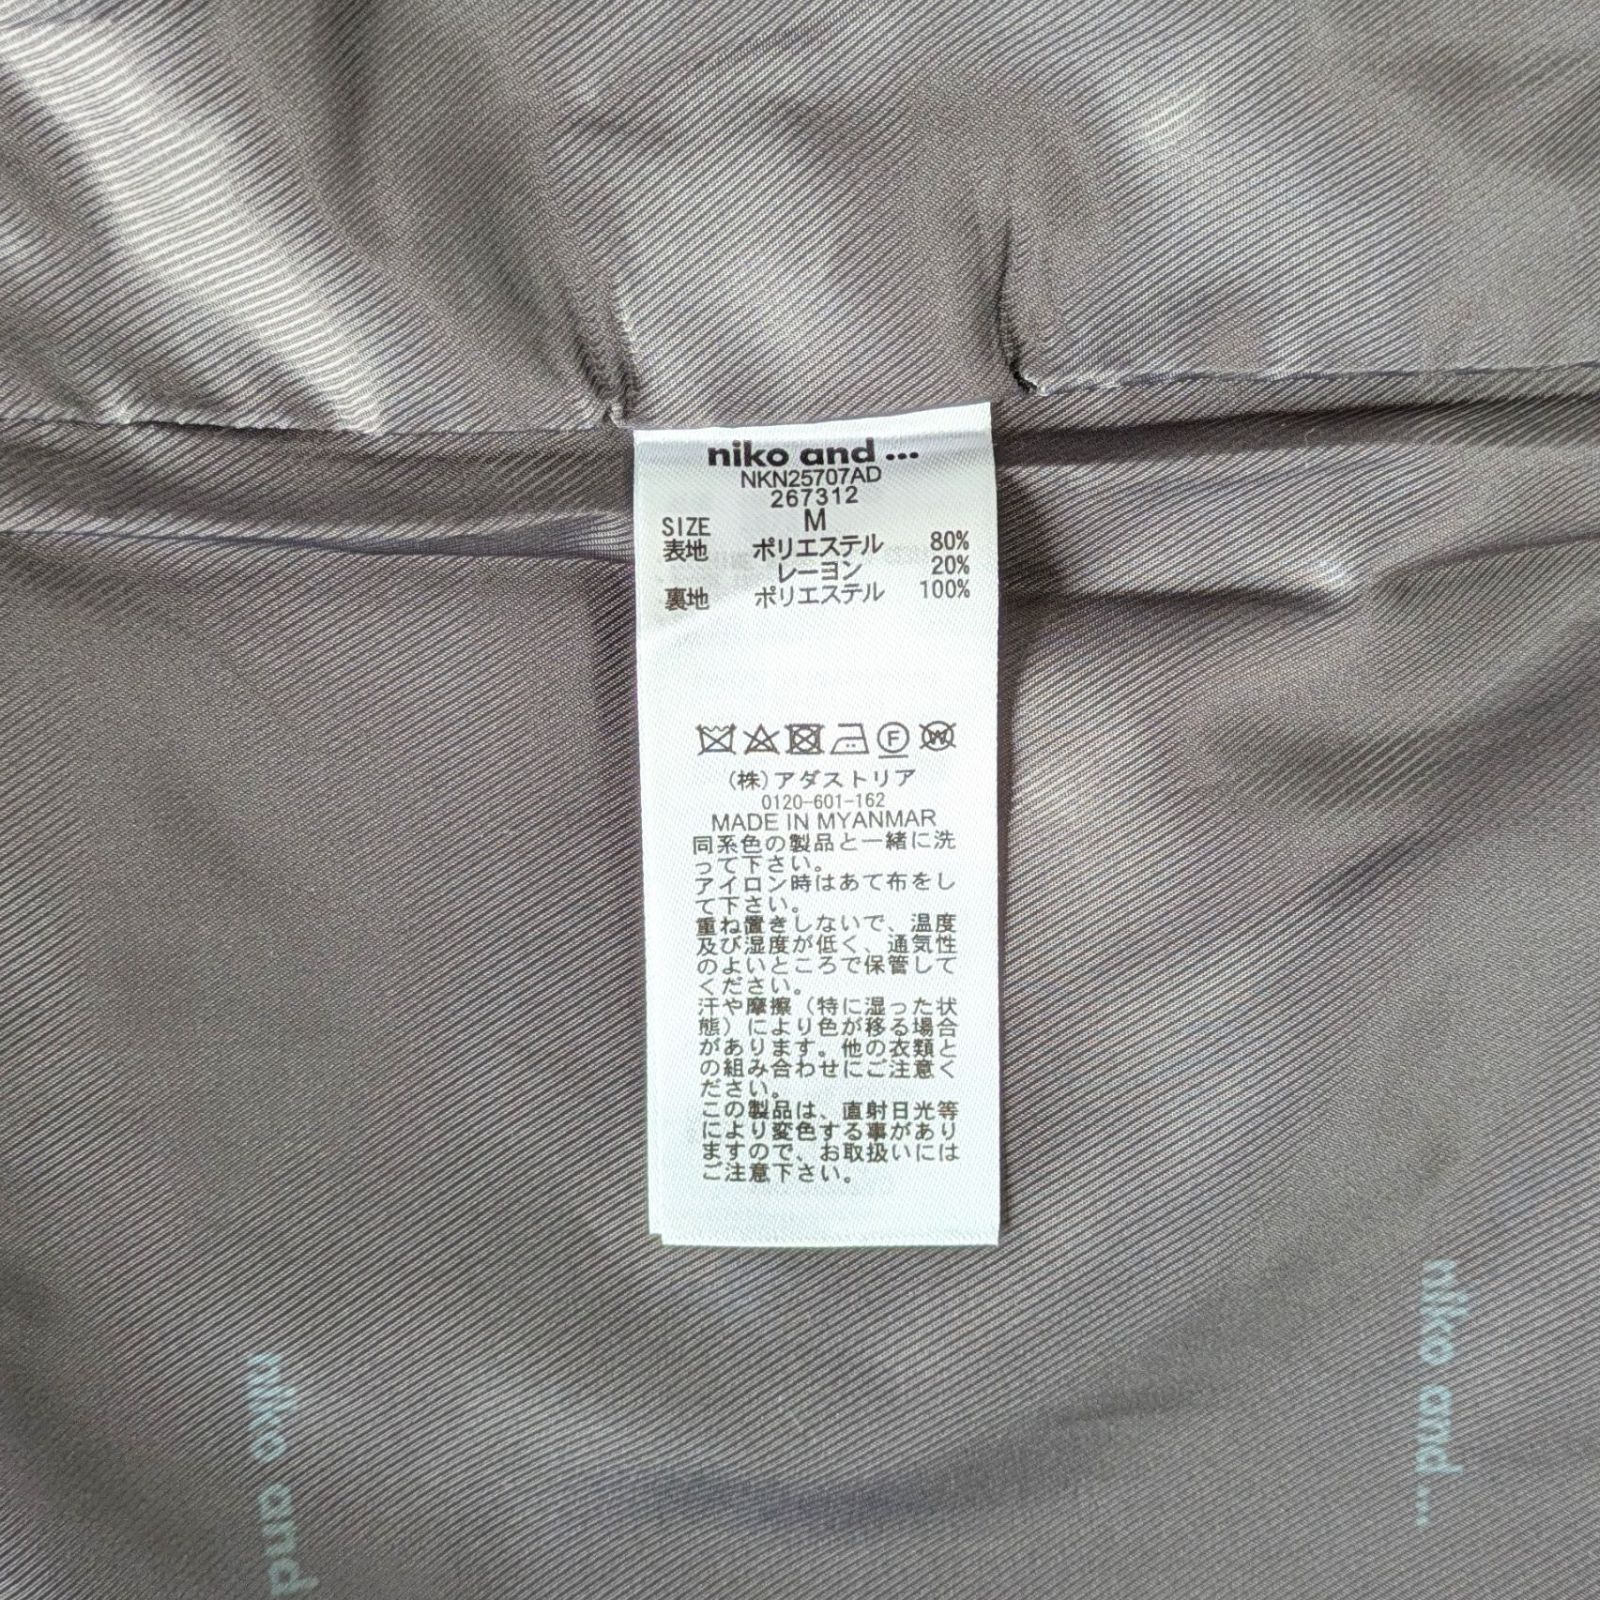 niko and ...
NKN25707AD
267312
SIZE M
表地 ポリエステル 80%
レーヨン 20%
裏地 ポリエステル 100%
F W
(株)アダストリア
0120-601-162
MADE IN MYANMAR
同系色の製品と一緒に洗
って下さい。
アイロン時はあて布をし
て下さい。
重ね置きしないで、温度
及び湿度が低く、通気性
のよいところで保管して
ください。
汗や摩擦（特に湿った状
態）により色が移る場合
があります。他の衣類と
の組み合わせにご注意く
ださい。
この製品は、直射日光等
により変色する事があり
ますので、お取扱いには
ご注意下さい。
niko and
niko and...